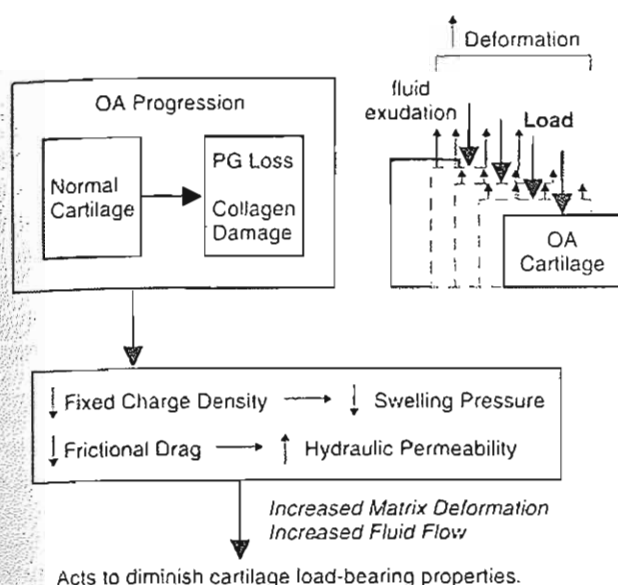 ↑ Deformation
OA Progression
fluid
exudation
Load
Normal
Cartilage
PG Loss
Collagen
Damage
OA
Cartilage
↓ Fixed Charge Density → ↓ Swelling Pressure
↓ Frictional Drag → ↑ Hydraulic Permeability
Increased Matrix Deformation
Increased Fluid Flow
Acts to diminish cartilage load-bearing properties.